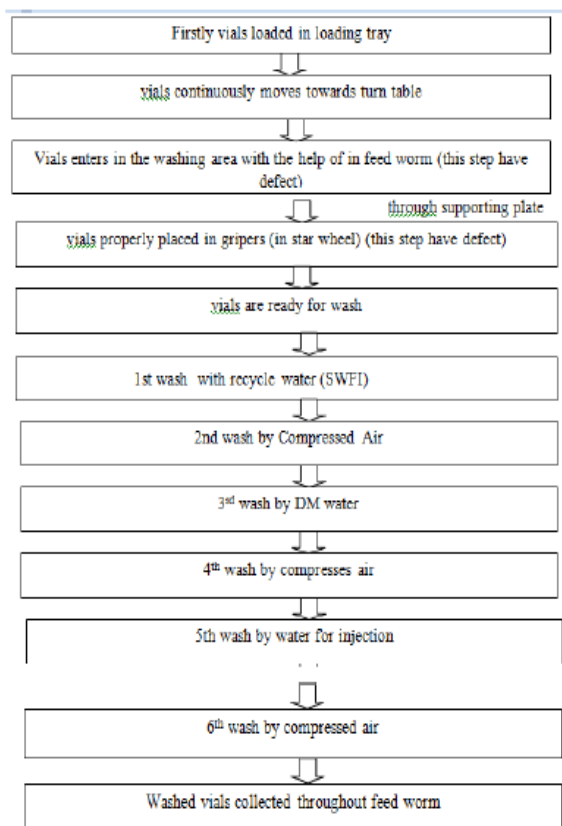 Firstly vials loaded in loading tray
vials continuously moves towards turn table
Vials enters in the washing area with the help of in feed worm (this step have
defect)
through supporting plate
vials properly placed in gripers (in star wheel) (this step have defect)
vials are ready for wash
1st wash with recycle water (SWFI)
2nd wash by Compressed Air
3rd wash by DM water
4th wash by compresses air
5th wash by water for injection
6th wash by compressed air
Washed vials collected throughout feed worm